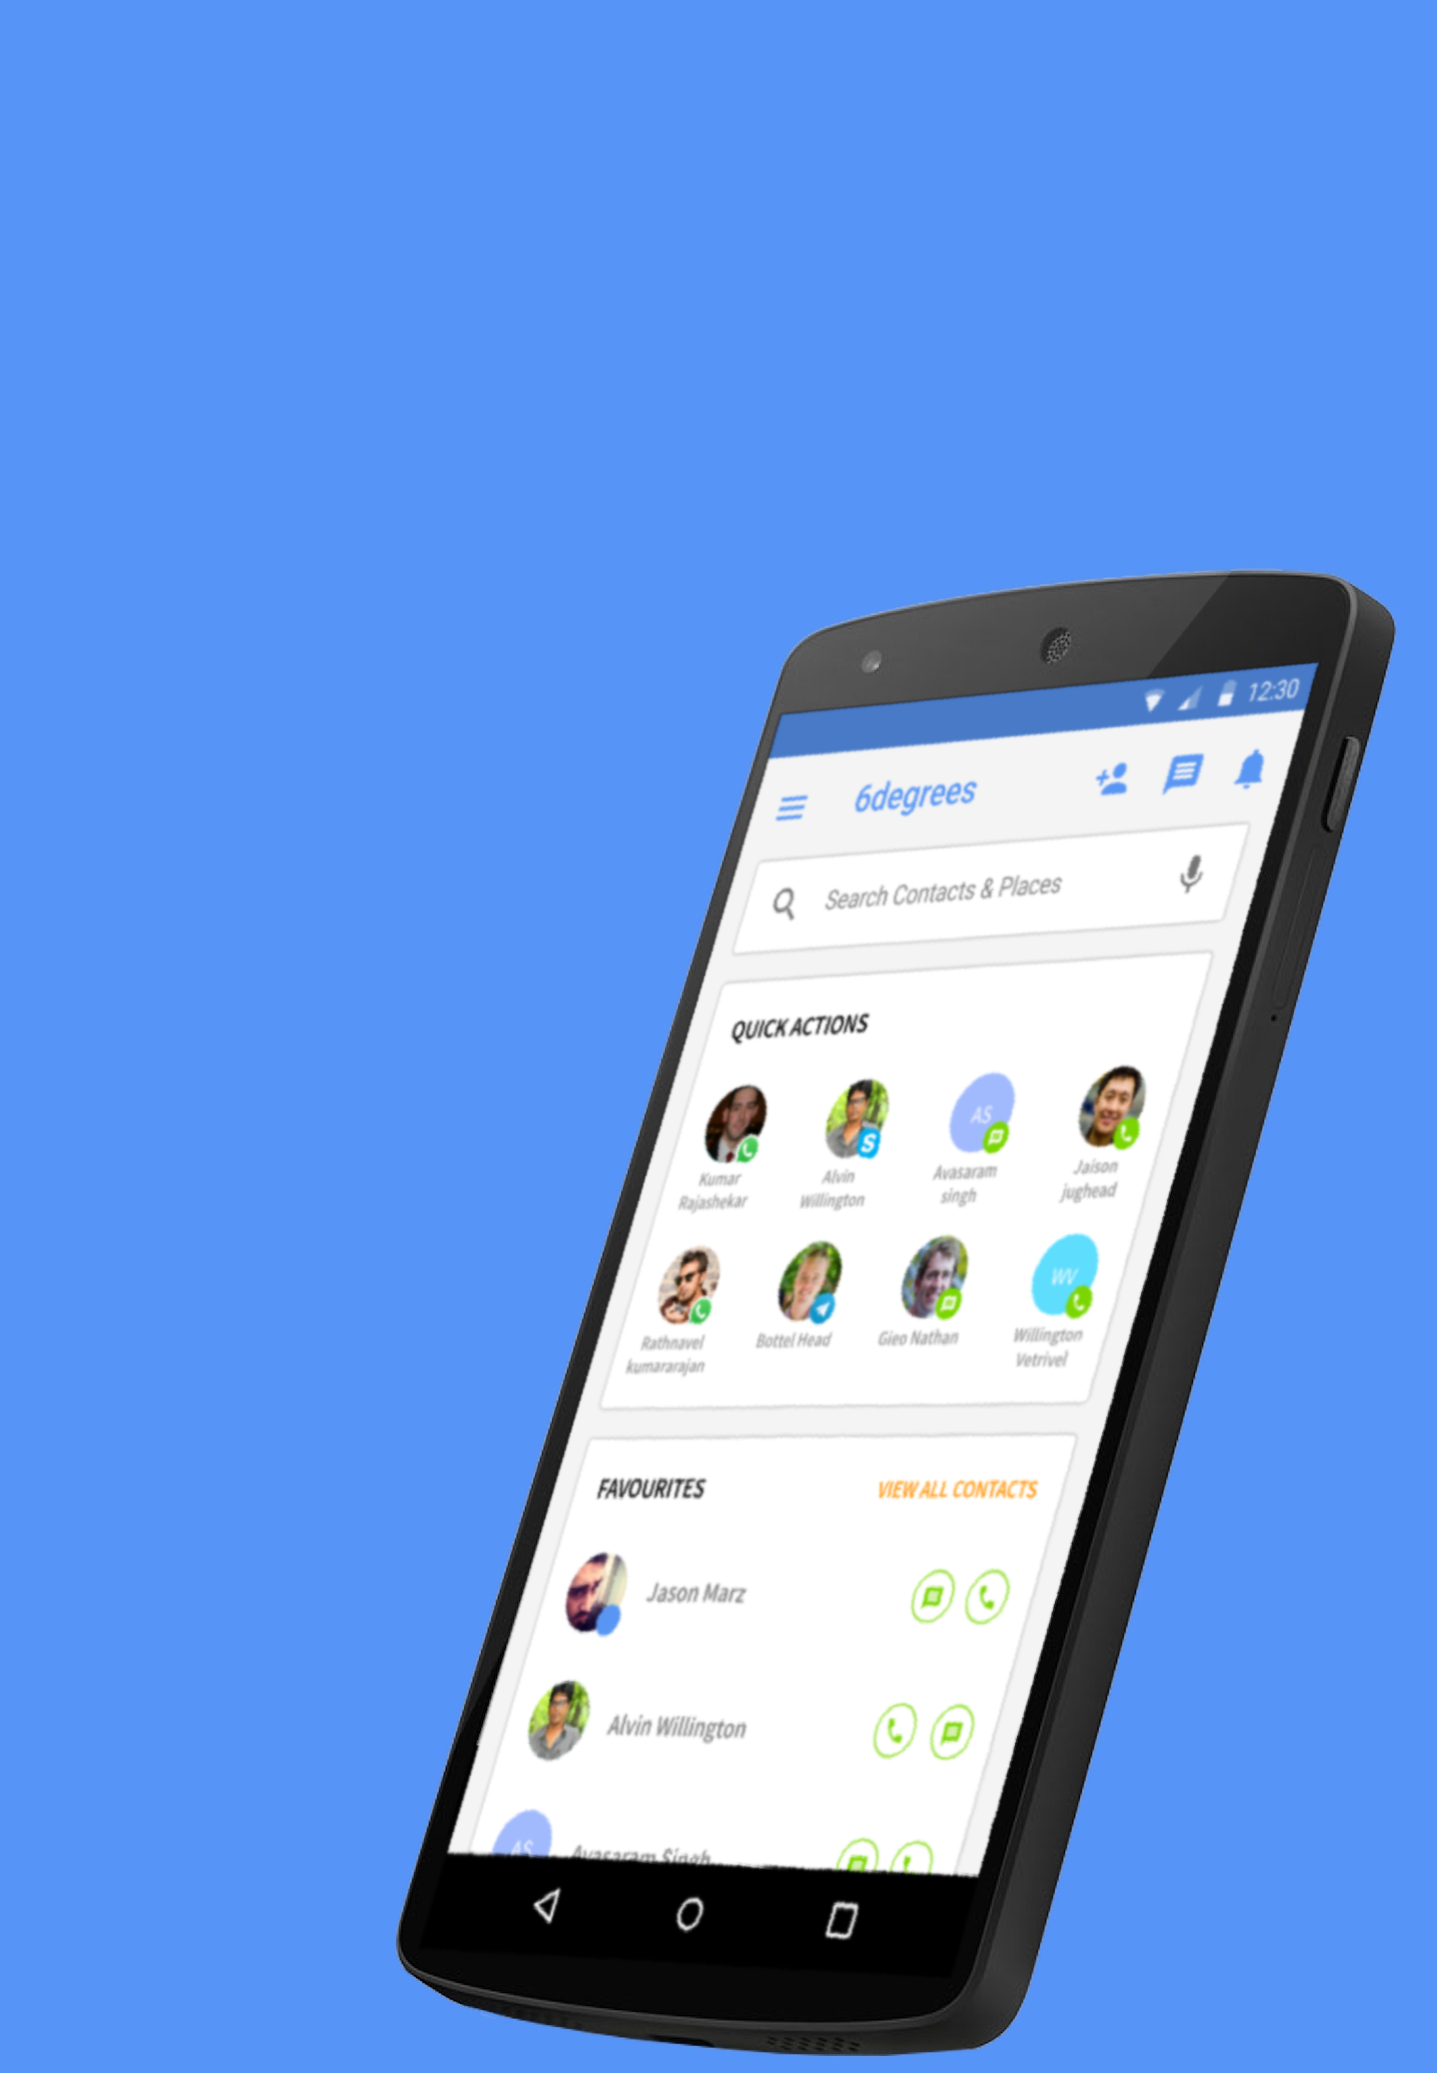 12:30
6degrees
Search Contacts & Places
QUICK ACTIONS
S
AS
Kumar
Rajashekar
Alvin
Willington
Avasaram
singh
Jaison
jughead
WV
Rathnavel
kumararajan
Bottel Head
Gieo Nathan
Willington
Vetrivel
FAVOURITES
VIEW ALL CONTACTS
Jason Marz
Alvin Willington
AS
Avasaram Singh